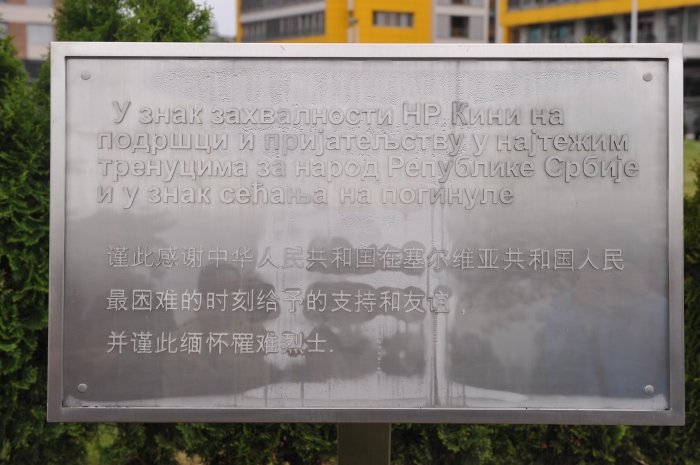 У знак захвалности НР Кини на
подршци и пријатељству у најтежим
тренуцима за народ Републике Србије
и у знак сећања на погинуле
谨此感谢中华人民共和国在塞尔维亚共和国人民
最困难的时刻给予的支持和友谊
并谨此缅怀罹难烈士.